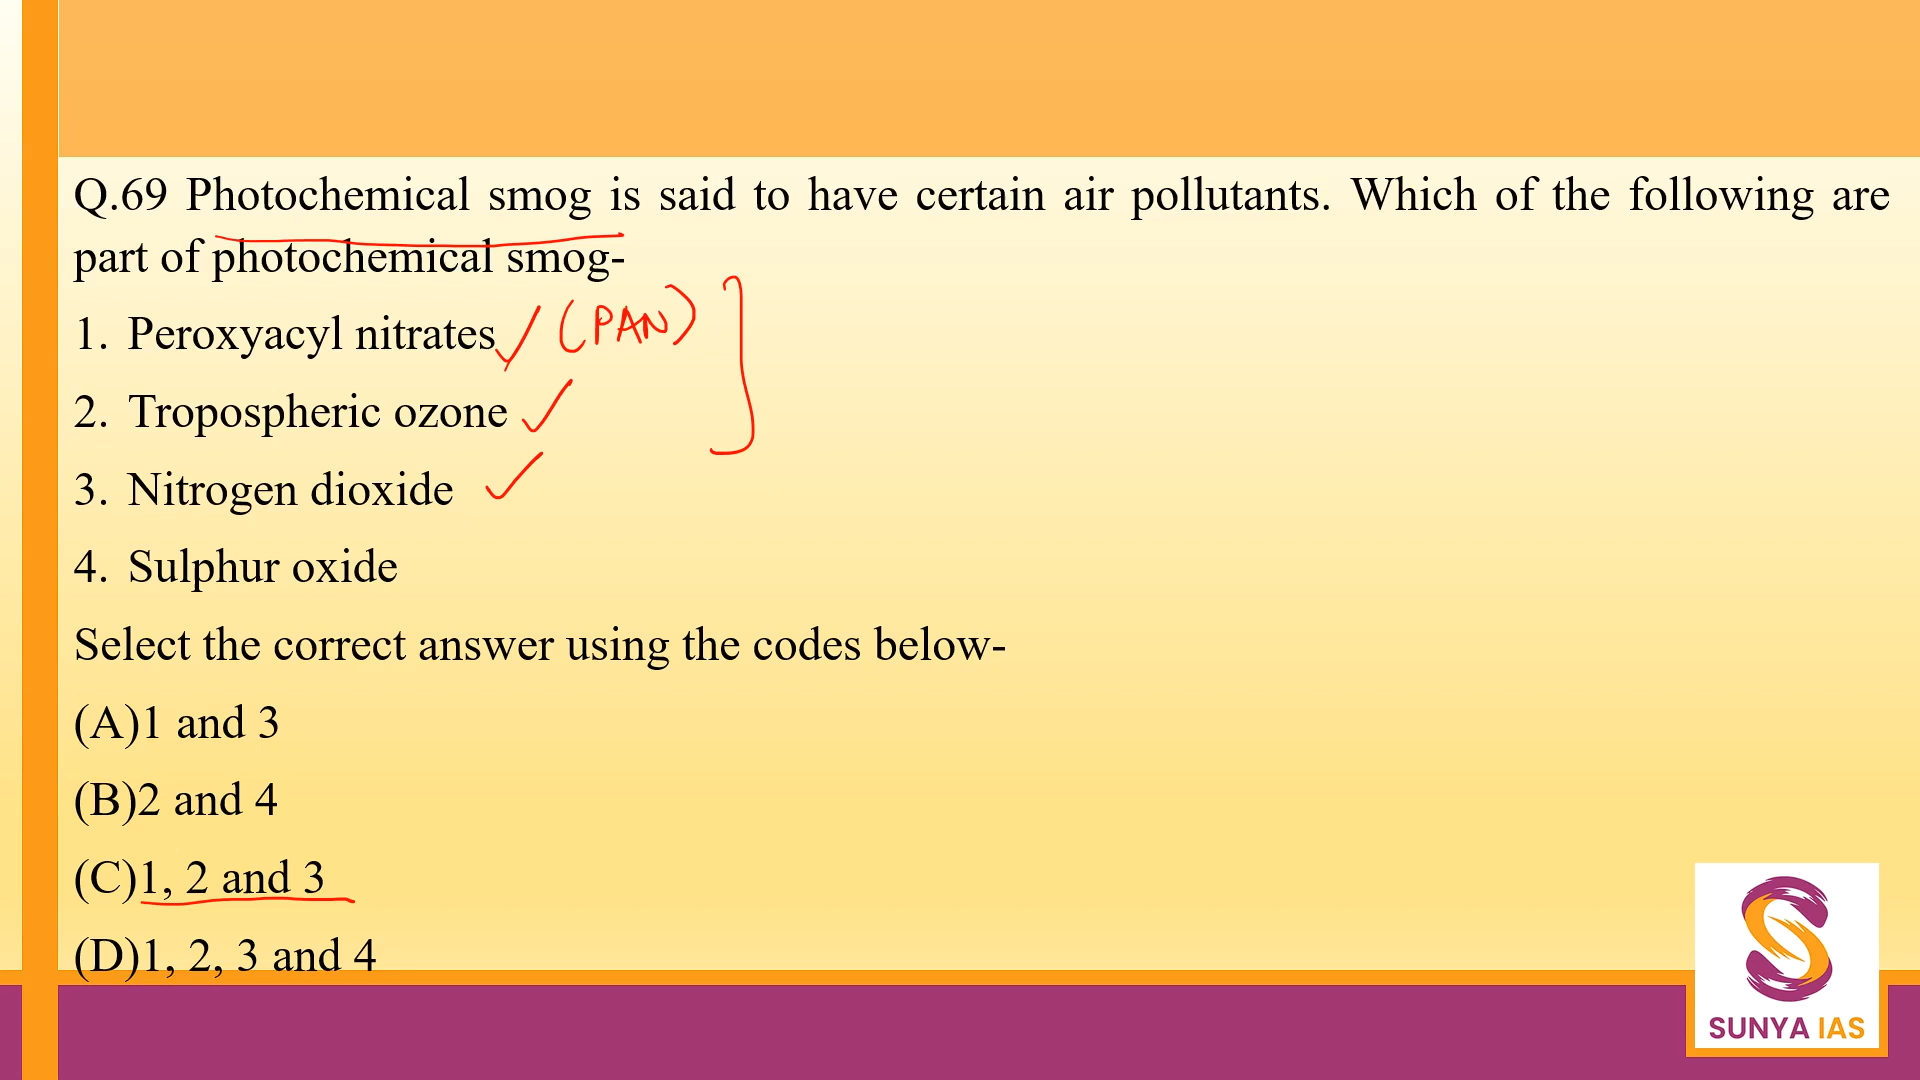 Q.69 Photochemical smog is said to have certain air pollutants. Which of the following are
part of photochemical smog-
1. Peroxyacyl nitrates (PAN)
2. Tropospheric ozone
3. Nitrogen dioxide
4. Sulphur oxide
Select the correct answer using the codes below-
(A)1 and 3
(B)2 and 4
(C)1, 2 and 3
(D)1, 2, 3 and 4
SUNYA IAS